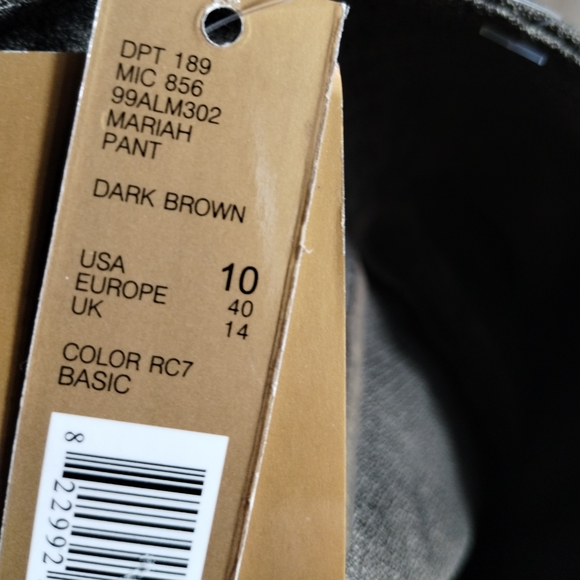 DPT 189
MIC 856
99ALM302
MARIAH
PANT
DARK BROWN
USA 10
EUROPE 40
UK 14
COLOR RC7
BASIC
8 22992